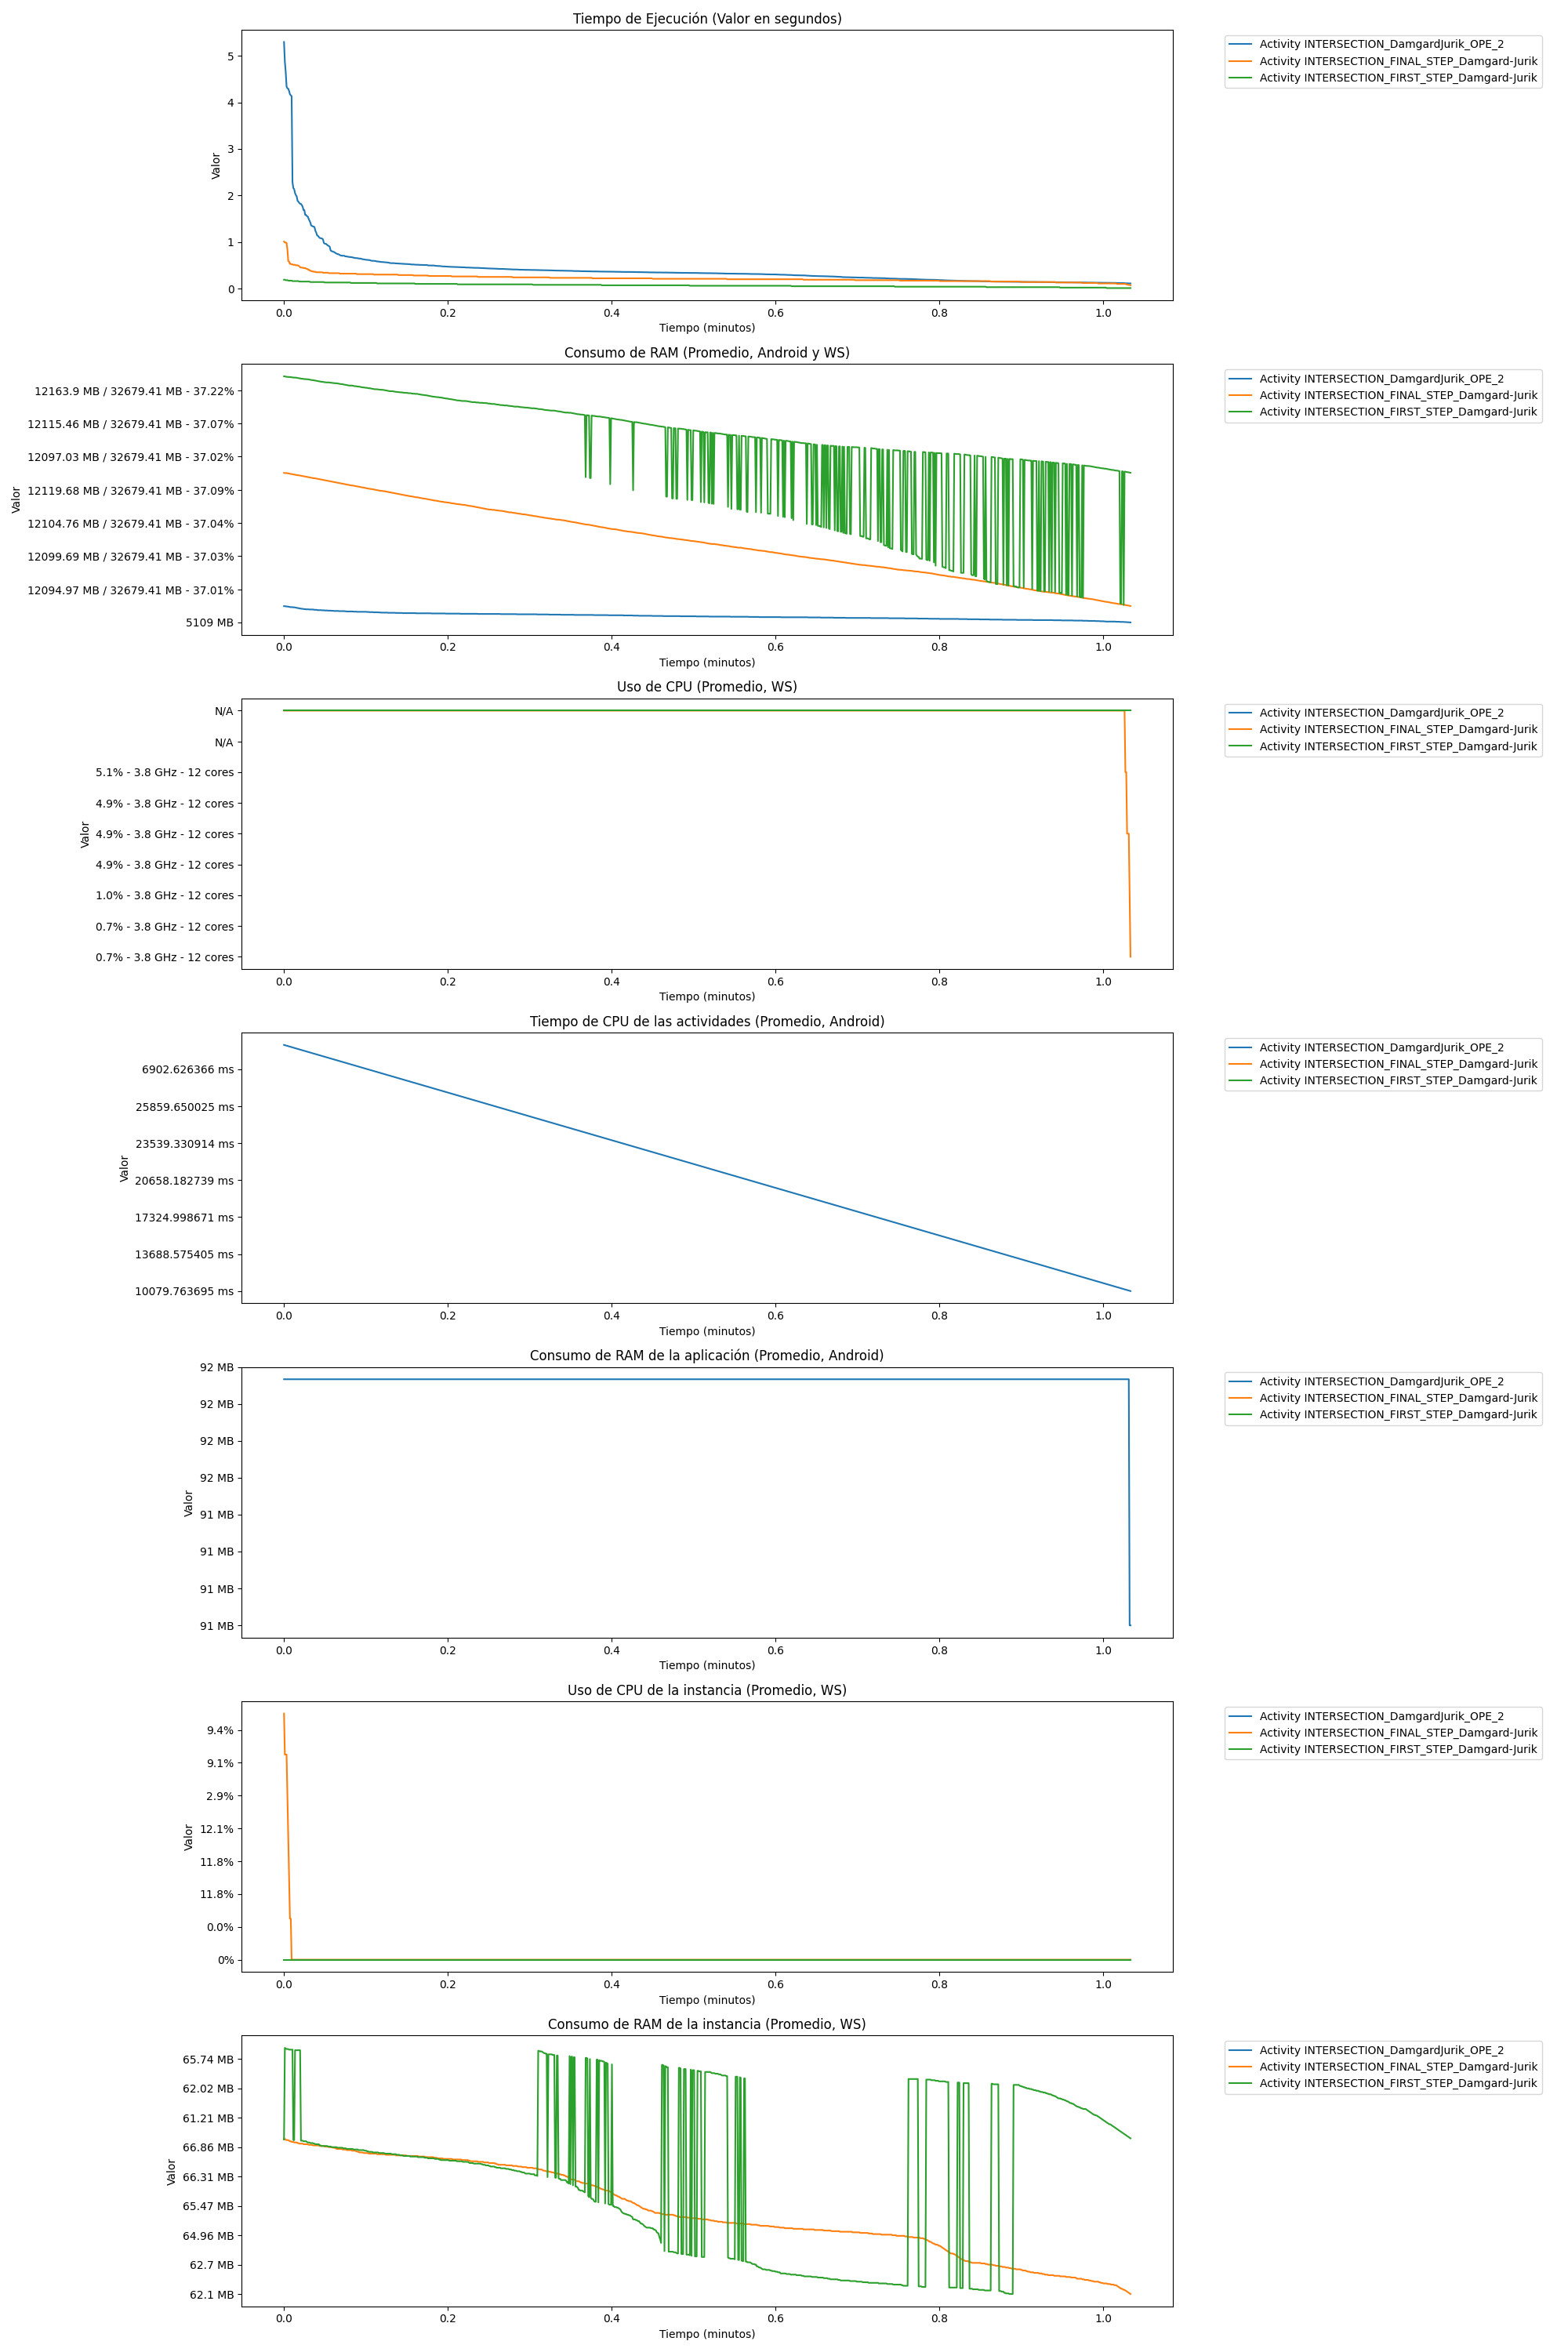 Tiempo de Ejecución (Valor en segundos)
5
4
3
2
1
0
Valor
0.0 0.2 0.4 0.6 0.8 1.0
Tiempo (minutos)
Activity INTERSECTION_DamgardJurik_OPE_2
Activity INTERSECTION_FINAL_STEP_Damgard-Jurik
Activity INTERSECTION_FIRST_STEP_Damgard-Jurik
Consumo de RAM (Promedio, Android y WS)
12163.9 MB / 32679.41 MB - 37.22%
12115.46 MB / 32679.41 MB - 37.07%
12097.03 MB / 32679.41 MB - 37.02%
12119.68 MB / 32679.41 MB - 37.09%
12104.76 MB / 32679.41 MB - 37.04%
12099.69 MB / 32679.41 MB - 37.03%
12094.97 MB / 32679.41 MB - 37.01%
5109 MB
Valor
0.0 0.2 0.4 0.6 0.8 1.0
Tiempo (minutos)
Activity INTERSECTION_DamgardJurik_OPE_2
Activity INTERSECTION_FINAL_STEP_Damgard-Jurik
Activity INTERSECTION_FIRST_STEP_Damgard-Jurik
Uso de CPU (Promedio, WS)
N/A
N/A
5.1% - 3.8 GHz - 12 cores
4.9% - 3.8 GHz - 12 cores
4.9% - 3.8 GHz - 12 cores
4.9% - 3.8 GHz - 12 cores
1.0% - 3.8 GHz - 12 cores
0.7% - 3.8 GHz - 12 cores
0.7% - 3.8 GHz - 12 cores
Valor
0.0 0.2 0.4 0.6 0.8 1.0
Tiempo (minutos)
Activity INTERSECTION_DamgardJurik_OPE_2
Activity INTERSECTION_FINAL_STEP_Damgard-Jurik
Activity INTERSECTION_FIRST_STEP_Damgard-Jurik
Tiempo de CPU de las actividades (Promedio, Android)
6902.626366 ms
25859.650025 ms
23539.330914 ms
20658.182739 ms
17324.998671 ms
13688.575405 ms
10079.763695 ms
Valor
0.0 0.2 0.4 0.6 0.8 1.0
Tiempo (minutos)
Activity INTERSECTION_DamgardJurik_OPE_2
Activity INTERSECTION_FINAL_STEP_Damgard-Jurik
Activity INTERSECTION_FIRST_STEP_Damgard-Jurik
Consumo de RAM de la aplicación (Promedio, Android)
92 MB
92 MB
92 MB
92 MB
91 MB
91 MB
91 MB
91 MB
Valor
0.0 0.2 0.4 0.6 0.8 1.0
Tiempo (minutos)
Activity INTERSECTION_DamgardJurik_OPE_2
Activity INTERSECTION_FINAL_STEP_Damgard-Jurik
Activity INTERSECTION_FIRST_STEP_Damgard-Jurik
Uso de CPU de la instancia (Promedio, WS)
9.4%
9.1%
2.9%
12.1%
11.8%
11.8%
0.0%
0%
Valor
0.0 0.2 0.4 0.6 0.8 1.0
Tiempo (minutos)
Activity INTERSECTION_DamgardJurik_OPE_2
Activity INTERSECTION_FINAL_STEP_Damgard-Jurik
Activity INTERSECTION_FIRST_STEP_Damgard-Jurik
Consumo de RAM de la instancia (Promedio, WS)
65.74 MB
62.02 MB
61.21 MB
66.86 MB
66.31 MB
65.47 MB
64.96 MB
62.7 MB
62.1 MB
Valor
0.0 0.2 0.4 0.6 0.8 1.0
Tiempo (minutos)
Activity INTERSECTION_DamgardJurik_OPE_2
Activity INTERSECTION_FINAL_STEP_Damgard-Jurik
Activity INTERSECTION_FIRST_STEP_Damgard-Jurik